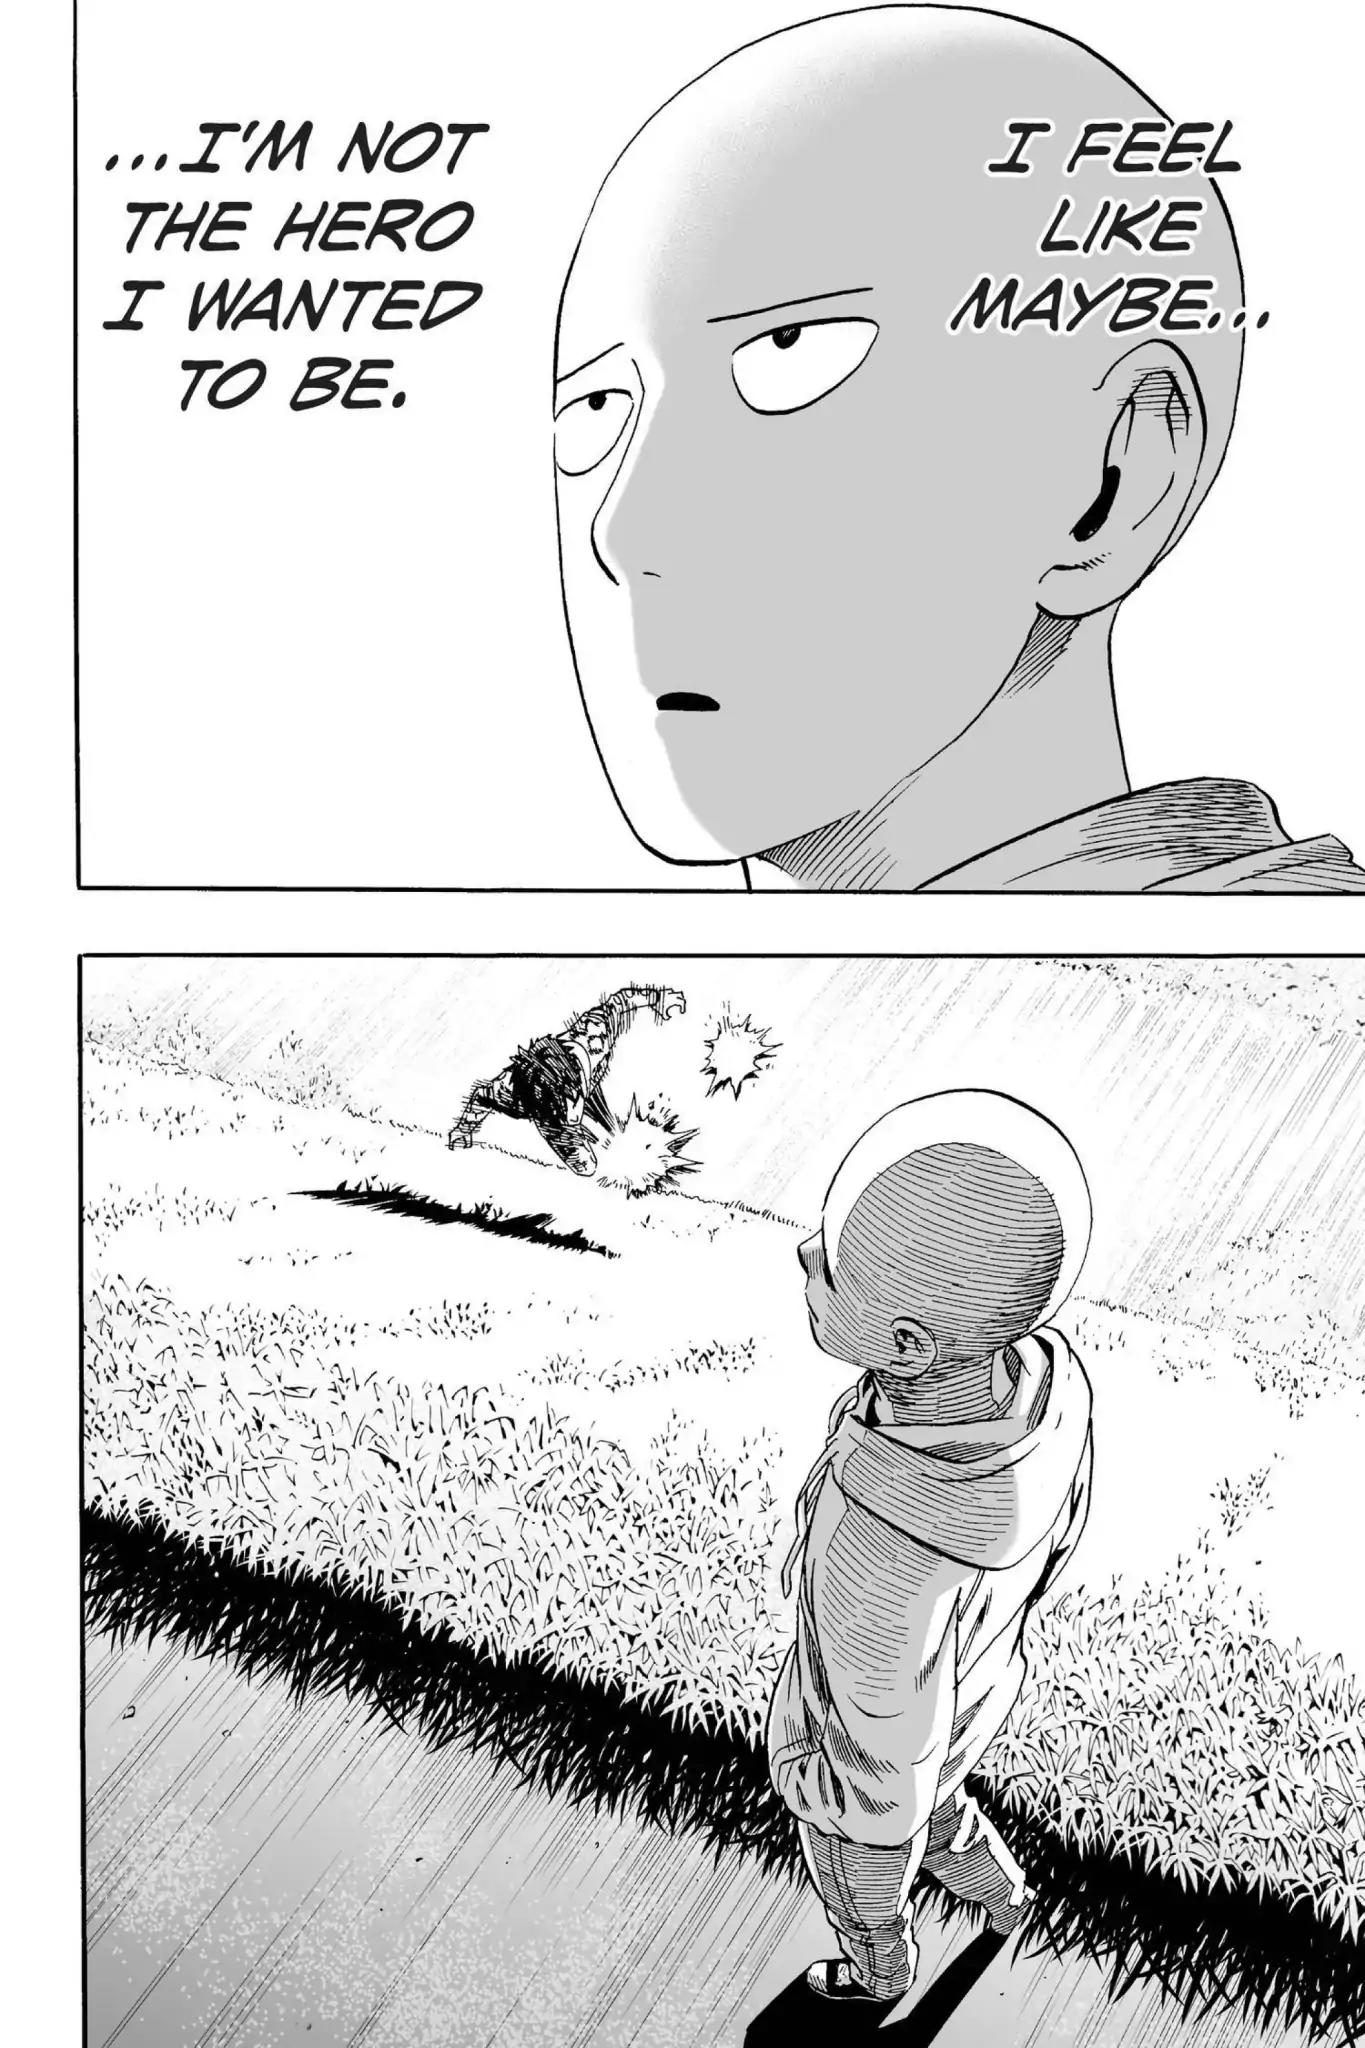 I FEEL
LIKE
MAYBE...
...I'M NOT
THE HERO
I WANTED
TO BE.